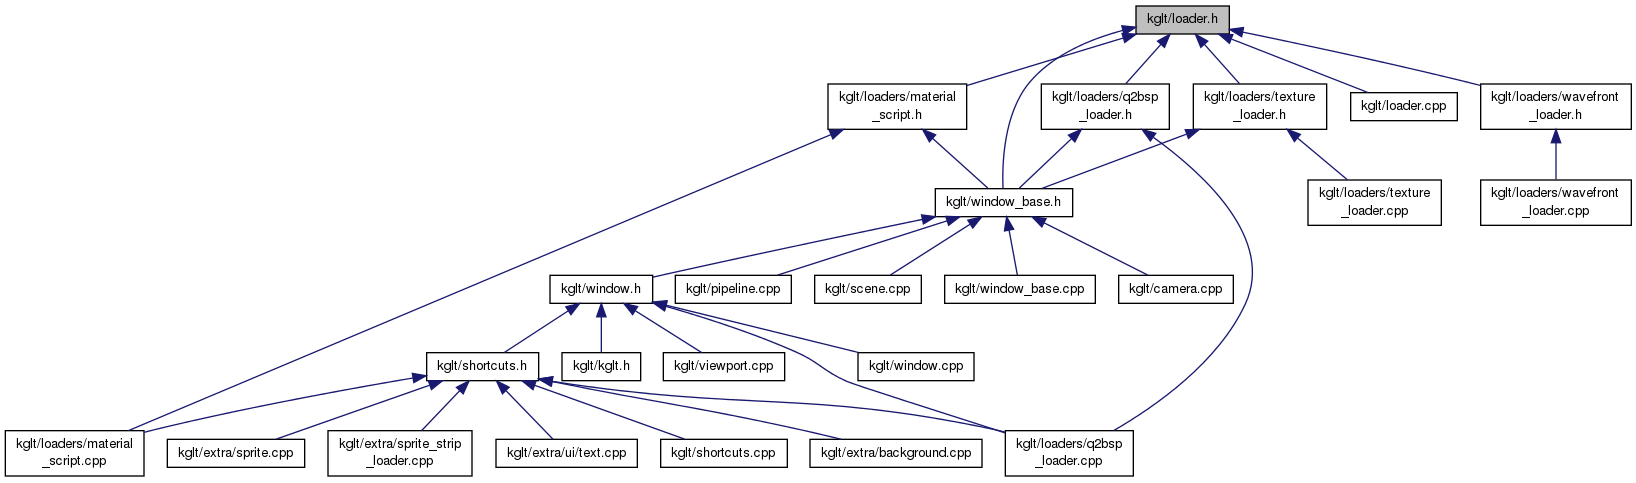 kglt/loader.h
kglt/loaders/material
_script.h
kglt/loaders/q2bsp
_loader.h
kglt/loaders/texture
_loader.h
kglt/loader.cpp
kglt/loaders/wavefront
_loader.h
kglt/window_base.h
kglt/loaders/texture
_loader.cpp
kglt/loaders/wavefront
_loader.cpp
kglt/window.h
kglt/pipeline.cpp
kglt/scene.cpp
kglt/window_base.cpp
kglt/camera.cpp
kglt/shortcuts.h
kglt/kglt.h
kglt/viewport.cpp
kglt/window.cpp
kglt/loaders/material
_script.cpp
kglt/extra/sprite.cpp
kglt/extra/sprite_strip
_loader.cpp
kglt/extra/ui/text.cpp
kglt/shortcuts.cpp
kglt/extra/background.cpp
kglt/loaders/q2bsp
_loader.cpp